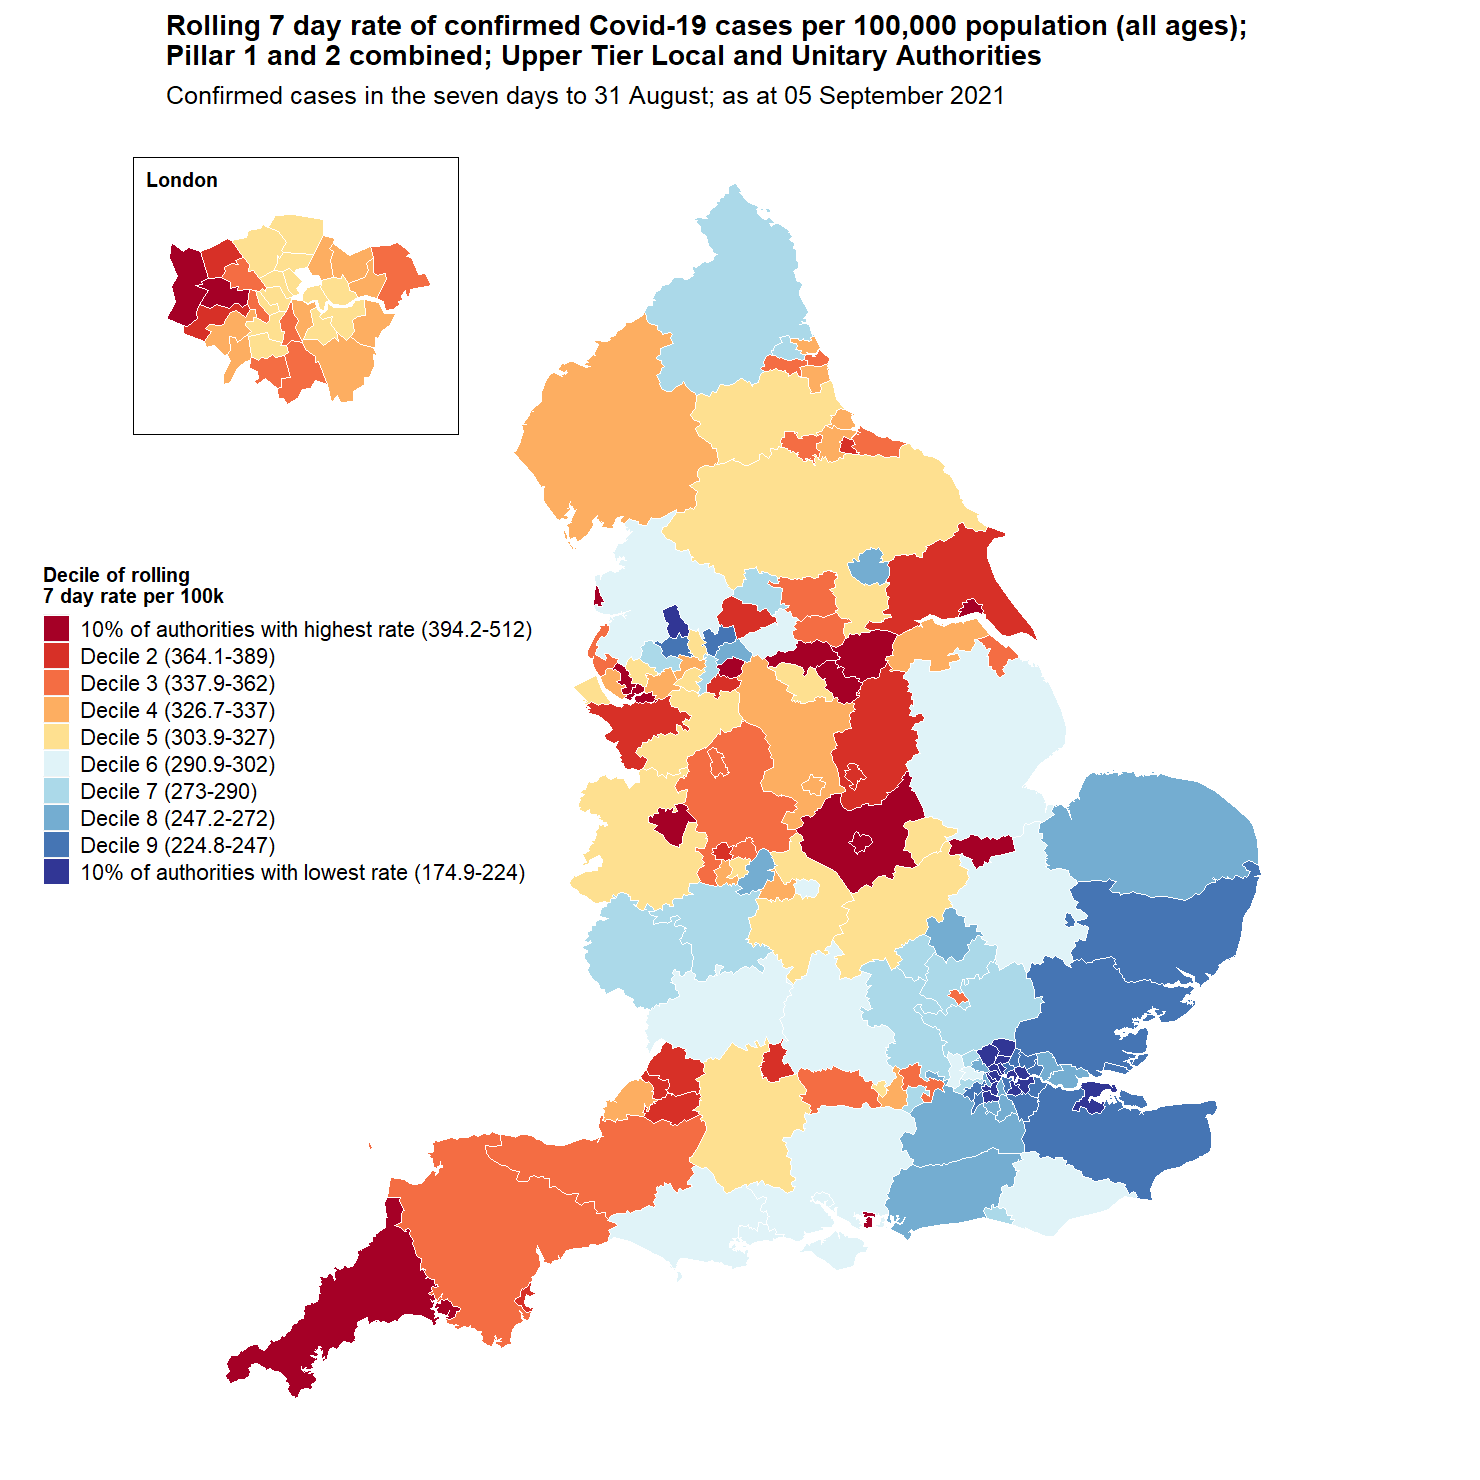 Rolling 7 day rate of confirmed Covid-19 cases per 100,000 population (all ages);
Pillar 1 and 2 combined; Upper Tier Local and Unitary Authorities
Confirmed cases in the seven days to 31 August; as at 05 September 2021
London
Decile of rolling
7 day rate per 100k
10% of authorities with highest rate (394.2-512)
Decile 2 (364.1-389)
Decile 3 (337.9-362)
Decile 4 (326.7-337)
Decile 5 (303.9-327)
Decile 6 (290.9-302)
Decile 7 (273-290)
Decile 8 (247.2-272)
Decile 9 (224.8-247)
10% of authorities with lowest rate (174.9-224)